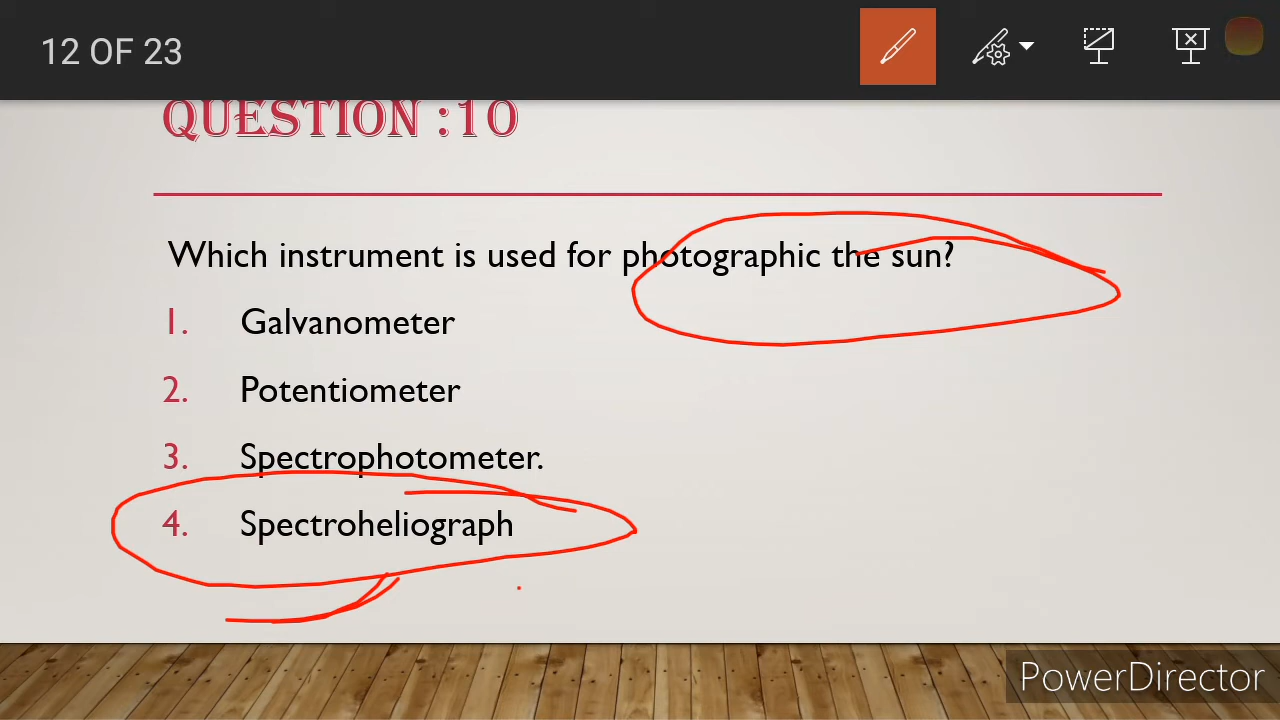 12 OF 23
QUESTION :10
Which instrument is used for photographic the sun?
1. Galvanometer
2. Potentiometer
3. Spectrophotometer.
4. Spectroheliograph
PowerDirector